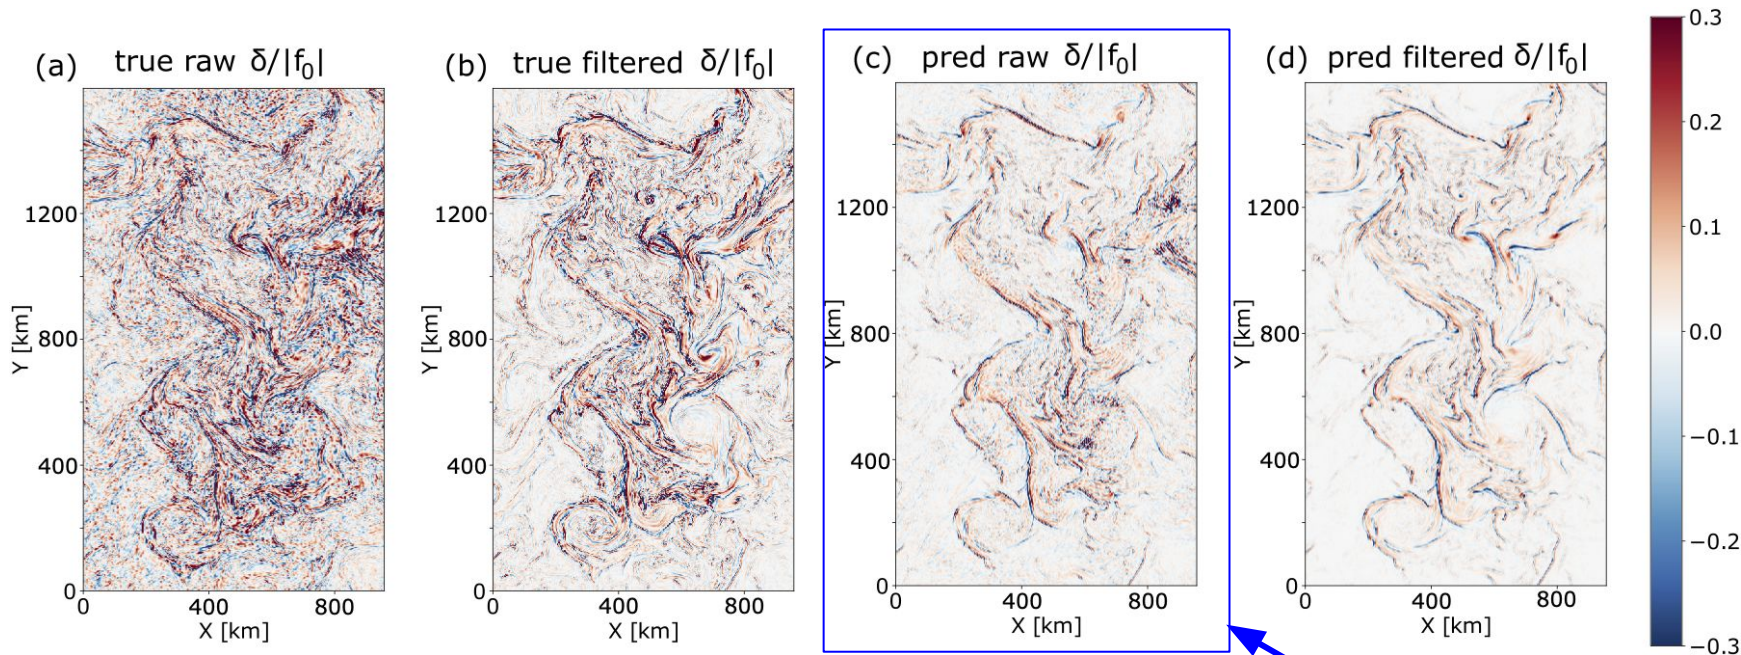 (a) true raw δ/|f₀|
(b) true filtered δ/|f₀|
(c) pred raw δ/|f₀|
(d) pred filtered δ/|f₀|
Y [km]
1200
800
400
0
0 400 800
X [km]
Y [km]
1200
800
400
0
0 400 800
X [km]
Y [km]
1200
800
400
0
0 400 800
X [km]
Y [km]
1200
800
400
0
0 400 800
X [km]
0.3
0.2
0.1
0.0
−0.1
−0.2
−0.3